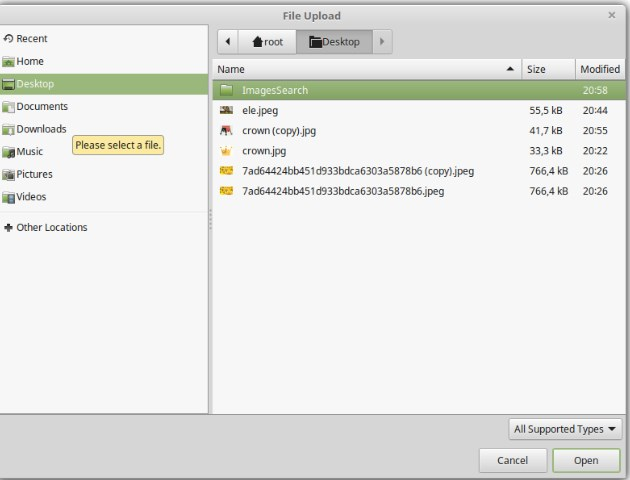 File Upload
Recent
Home
Desktop
Documents
Downloads
Please select a file.
Music
Pictures
Videos
Other Locations
root Desktop
Name Size Modified
ImagesSearch 20:58
ele.jpeg 55,5 kB 20:44
crown (copy).jpg 41,7 kB 20:55
crown.jpg 33,3 kB 20:22
7ad64424bb451d933bdca6303a5878b6 (copy).jpeg 766,4 kB 20:26
7ad64424bb451d933bdca6303a5878b6.jpeg 766,4 kB 20:26
All Supported Types
Cancel Open